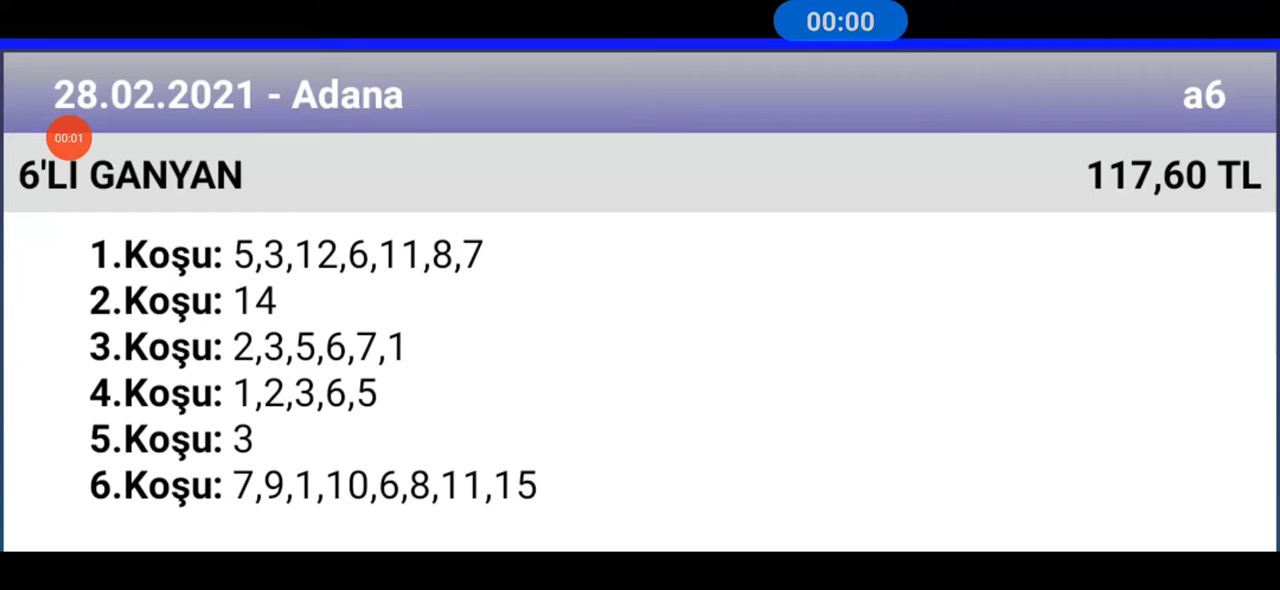 00:00
28.02.2021 - Adana a6
00:01
6'LI GANYAN 117,60 TL
1.Koşu: 5,3,12,6,11,8,7
2.Koşu: 14
3.Koşu: 2,3,5,6,7,1
4.Koşu: 1,2,3,6,5
5.Koşu: 3
6.Koşu: 7,9,1,10,6,8,11,15